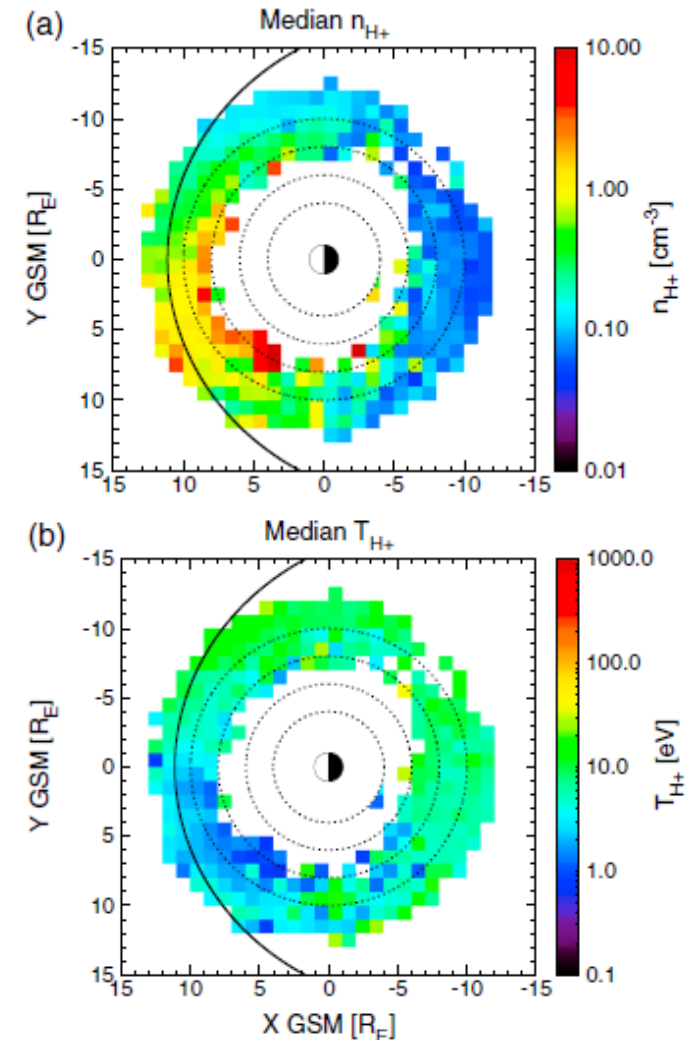 (a) Median n_H+
-15
-10
-5
0
5
10
15
Y GSM [R_E]
15 10 5 0 -5 -10 -15
10.00
1.00
0.10
0.01
n_H+ [cm^-3]
(b) Median T_H+
-15
-10
-5
0
5
10
15
Y GSM [R_E]
15 10 5 0 -5 -10 -15
X GSM [R_E]
1000.0
100.0
10.0
1.0
0.1
T_H+ [eV]